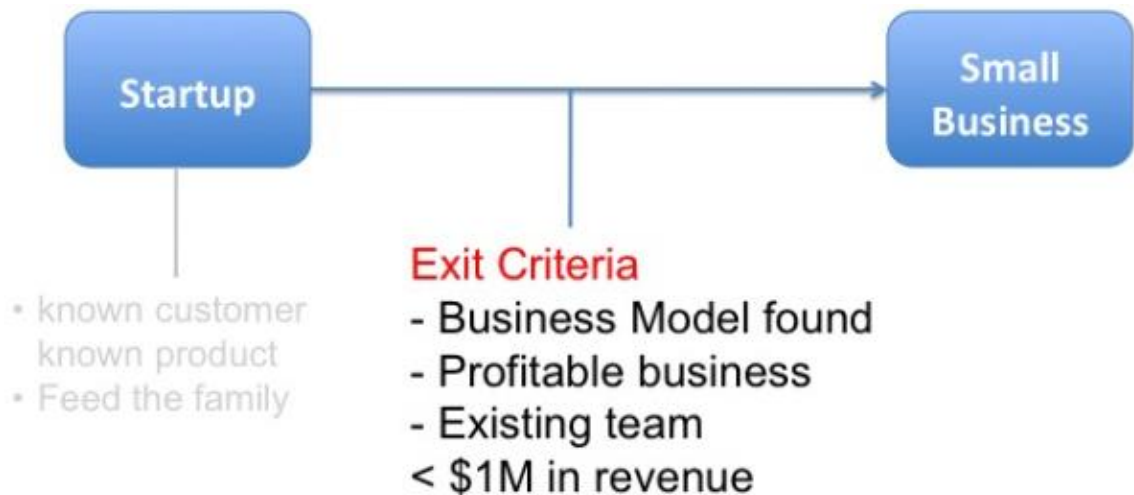 Startup
Small
Business
• known customer
known product
• Feed the family
Exit Criteria
- Business Model found
- Profitable business
- Existing team
< $1M in revenue